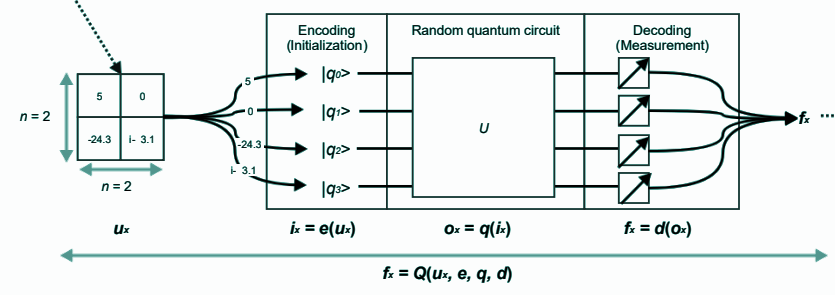 Encoding
(Initialization)
Random quantum circuit
Decoding
(Measurement)
5 0
-24.3 i- 3.1
n = 2
n = 2
5
0
-24.3
i- 3.1
|q0>
|q1>
|q2>
|q3>
U
fx ...
ux
ix = e(ux)
ox = q(ix)
fx = d(ox)
fx = Q(ux, e, q, d)